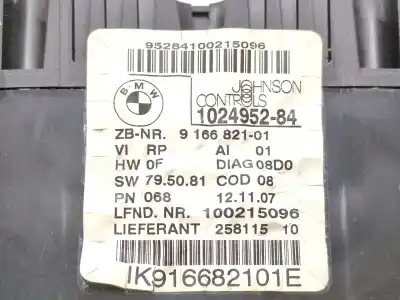 95284100215096
BMW
JOHNSON
CONTROLS
1024952-84
ZB-NR. 9 166 821-01
VI RP AI 01
HW 0F DIAG 08D0
SW 79.50.81 COD 08
PN 068 12.11.07
LFND. NR. 100215096
LIEFERANT 258115 10
IK916682101E